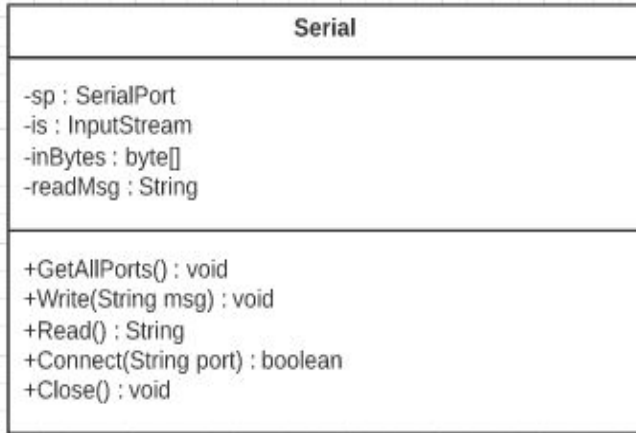 Serial
-sp : SerialPort
-is : InputStream
-inBytes : byte[]
-readMsg : String
+GetAllPorts() : void
+Write(String msg) : void
+Read() : String
+Connect(String port) : boolean
+Close() : void